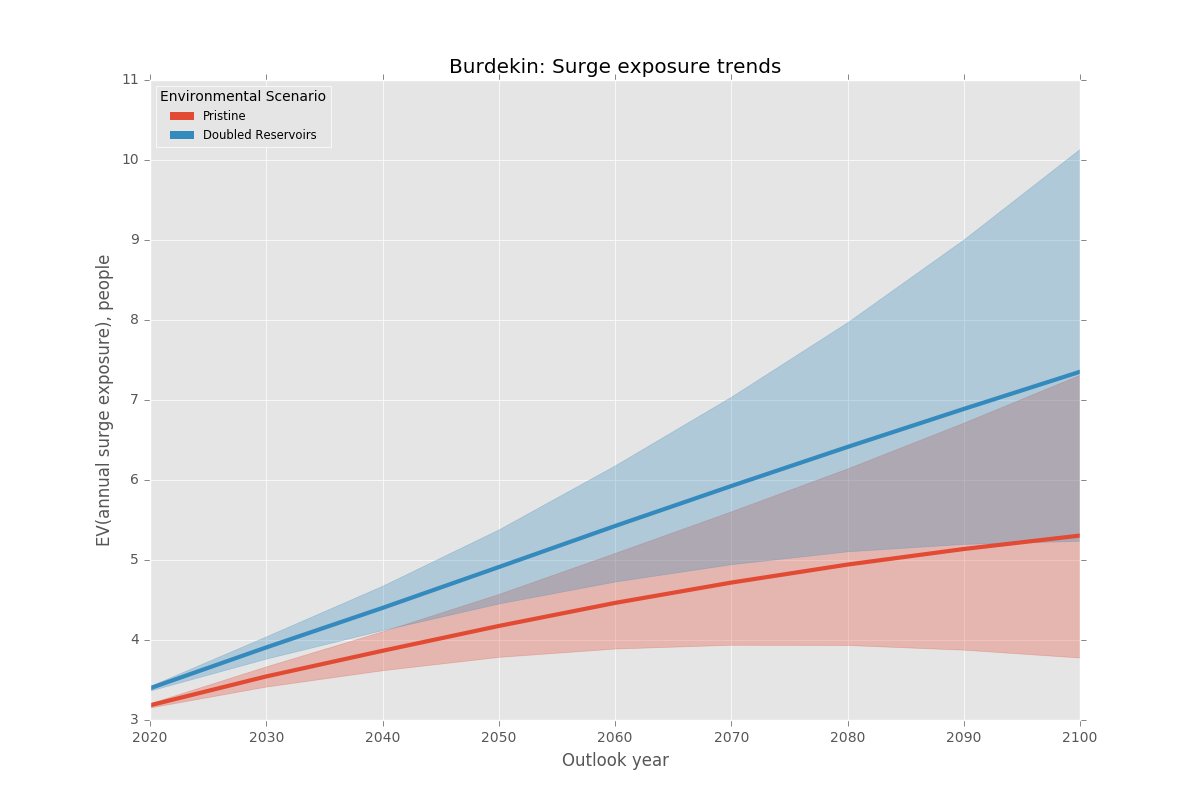 Burdekin: Surge exposure trends
Environmental Scenario
Pristine
Doubled Reservoirs
EV(annual surge exposure), people
11
10
9
8
7
6
5
4
3
2020 2030 2040 2050 2060 2070 2080 2090 2100
Outlook year